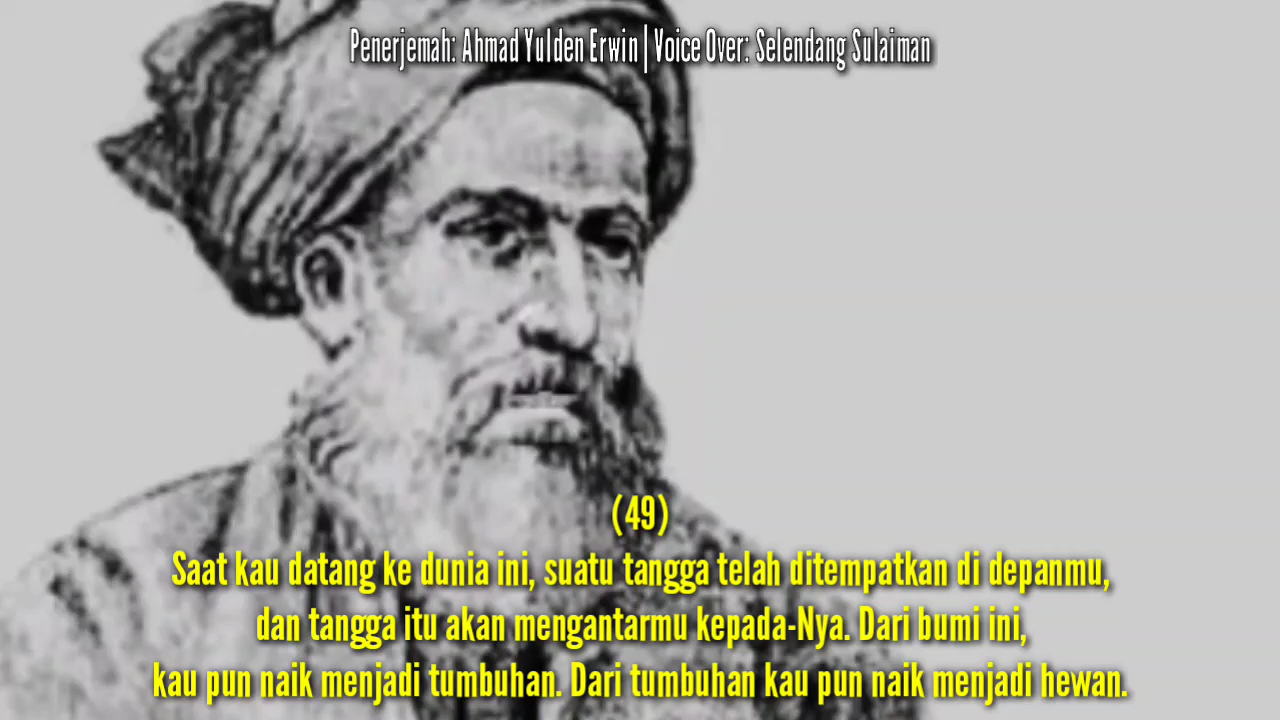 Penerjemah: Ahmad Yulden Erwin | Voice Over: Selendang Sulaiman
(49)
Saat kau datang ke dunia ini, suatu tangga telah ditempatkan di depanmu,
dan tangga itu akan mengantarmu kepada-Nya. Dari bumi ini,
kau pun naik menjadi tumbuhan. Dari tumbuhan kau pun naik menjadi hewan.